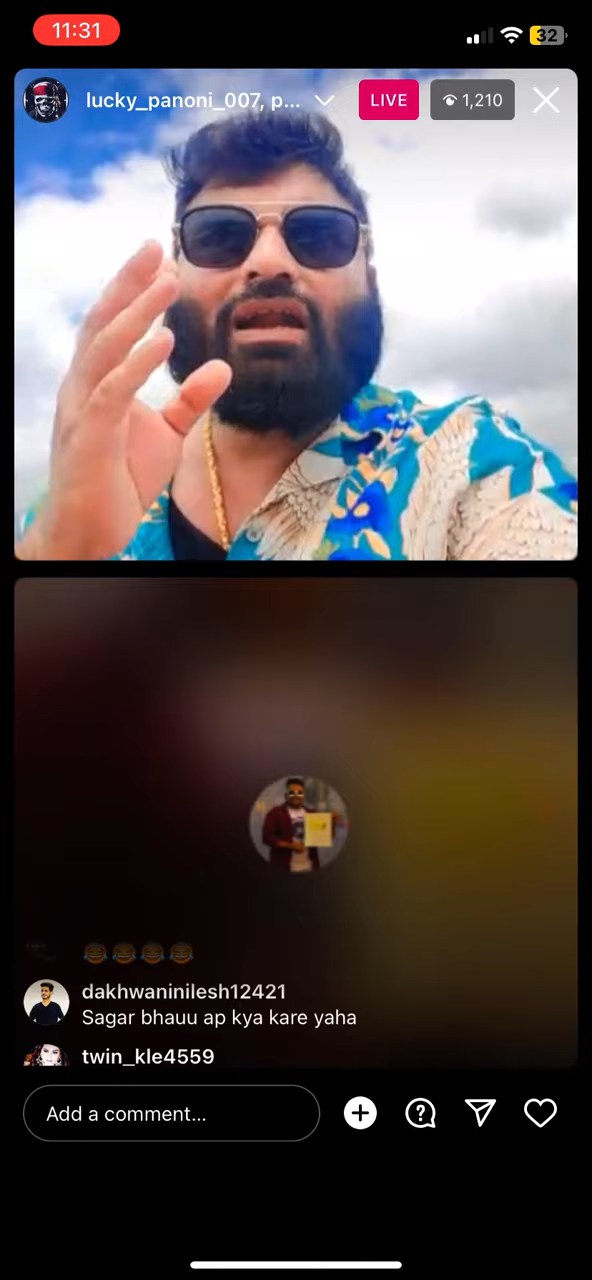 11:31
32
lucky_panoni_007, p...
LIVE
1,210
😂😂😂😂
dakhwaninilesh12421
Sagar bhauu ap kya kare yaha
twin_kle4559
Add a comment...